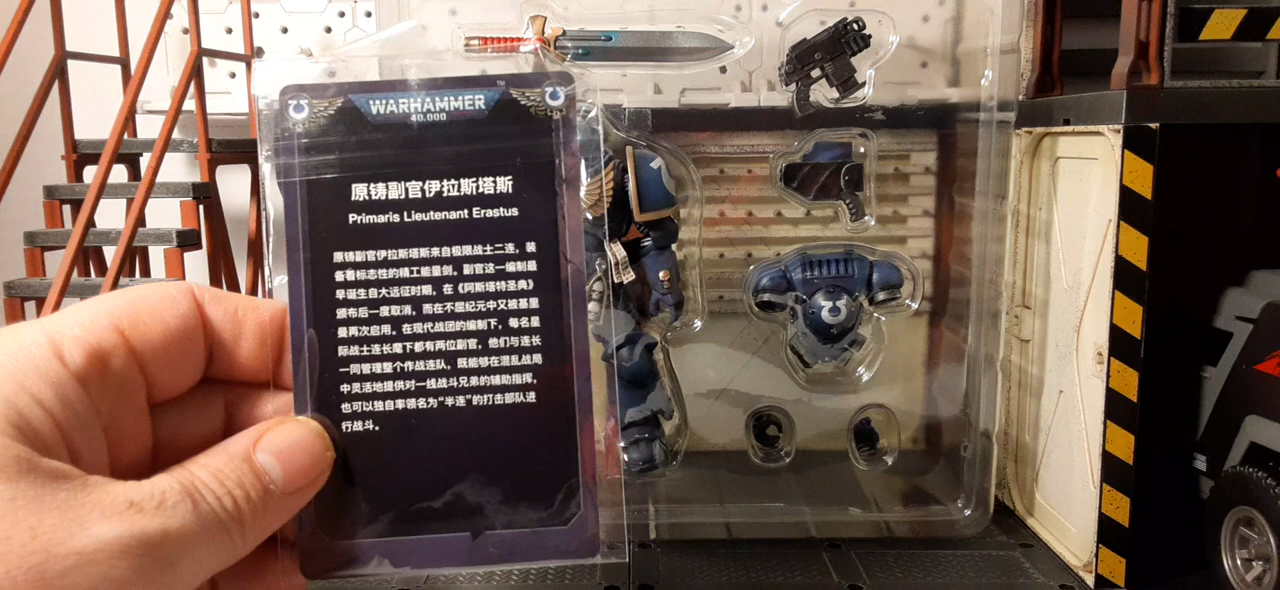 WARHAMMER™
40,000
原铸副官伊拉斯塔斯
Primaris Lieutenant Erastus
原铸副官伊拉斯塔斯来自极限战士二连，装
备着标志性的精工能量剑。副官这一编制最
早诞生自大远征时期，在《阿斯塔特圣典》
颁布后一度取消，而在不屈纪元中又被基里
曼再次启用。在现代战团的编制下，每名星
际战士连长麾下都有两位副官，他们与连长
一同管理整个作战连队，既能够在混乱战局
中灵活地提供对一线战斗兄弟的辅助指挥，
也可以独自率领名为“半连”的打击部队进
行战斗。